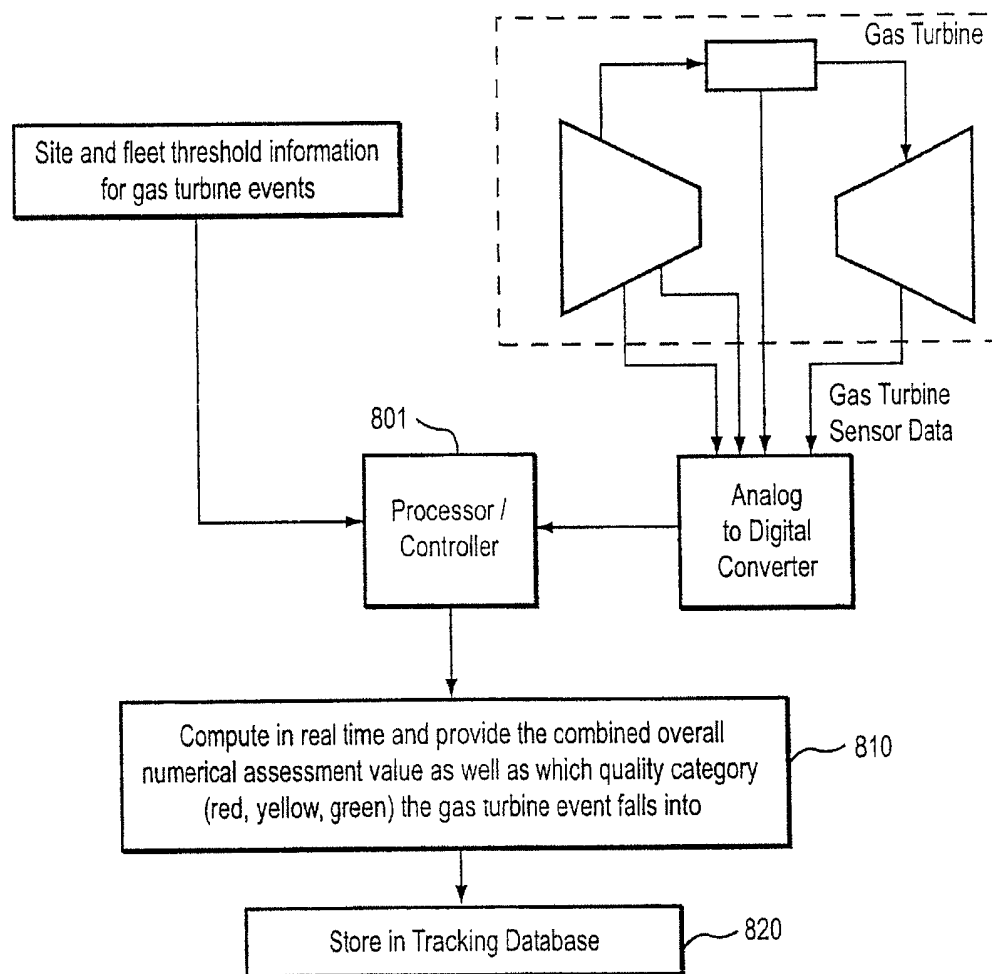 Gas Turbine
Site and fleet threshold information
for gas turbine events
Gas Turbine
Sensor Data
801
Processor /
Controller
Analog
to Digital
Converter
Compute in real time and provide the combined overall
numerical assessment value as well as which quality category
(red, yellow, green) the gas turbine event falls into
810
Store in Tracking Database
820